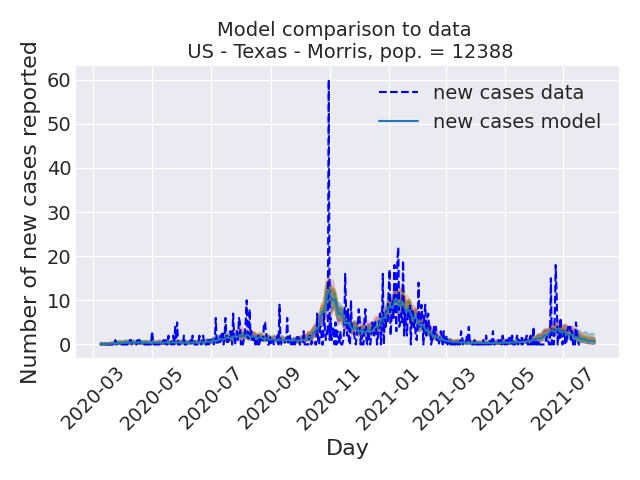 Model comparison to data
US - Texas - Morris, pop. = 12388
Number of new cases reported
60
50
40
30
20
10
0
new cases data
new cases model
2020-03
2020-05
2020-07
2020-09
2020-11
2021-01
2021-03
2021-05
2021-07
Day